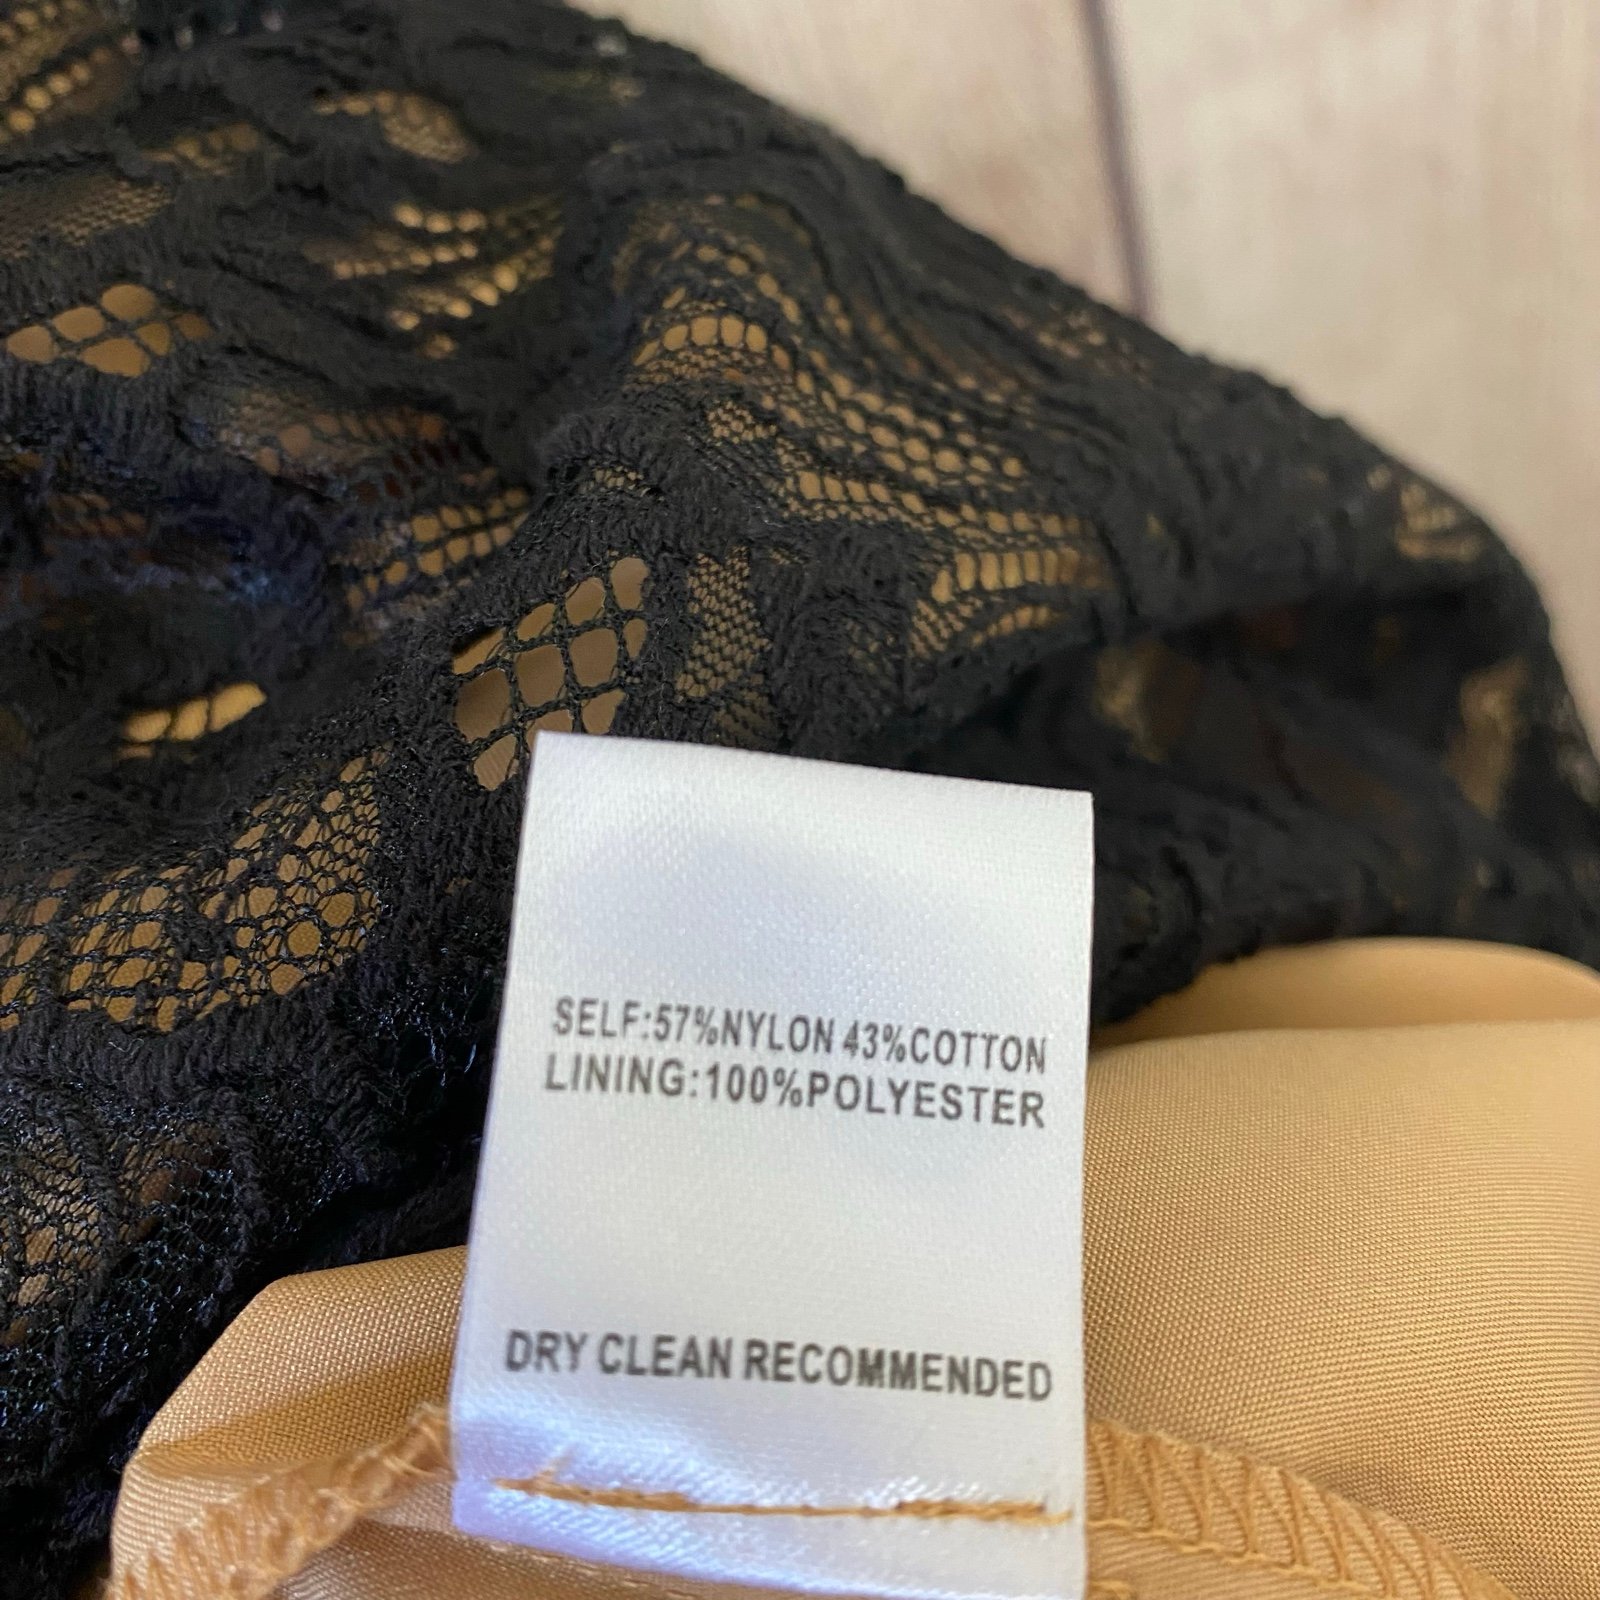 SELF:57%NYLON 43%COTTON
LINING:100%POLYESTER
DRY CLEAN RECOMMENDED